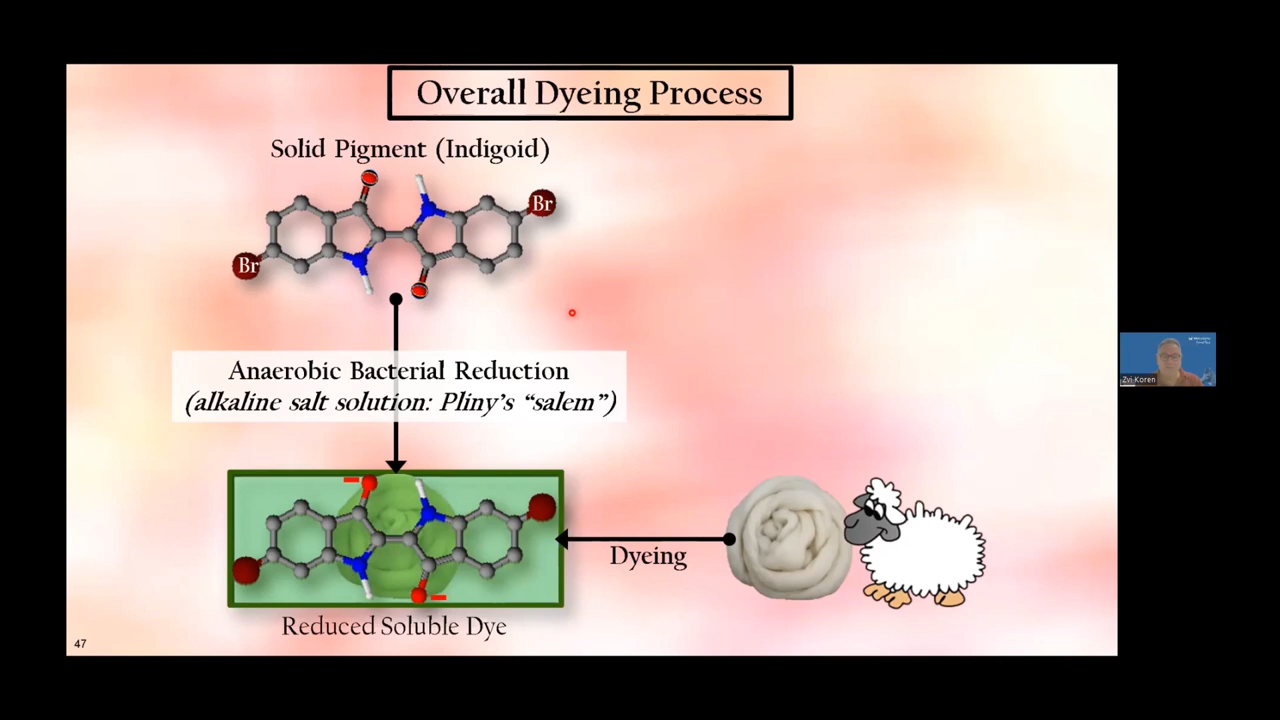 Overall Dyeing Process
Solid Pigment (Indigoid)
Br
Br
Anaerobic Bacterial Reduction
(alkaline salt solution: Pliny's "salem")
Dyeing
Reduced Soluble Dye
47
Zvi Koren